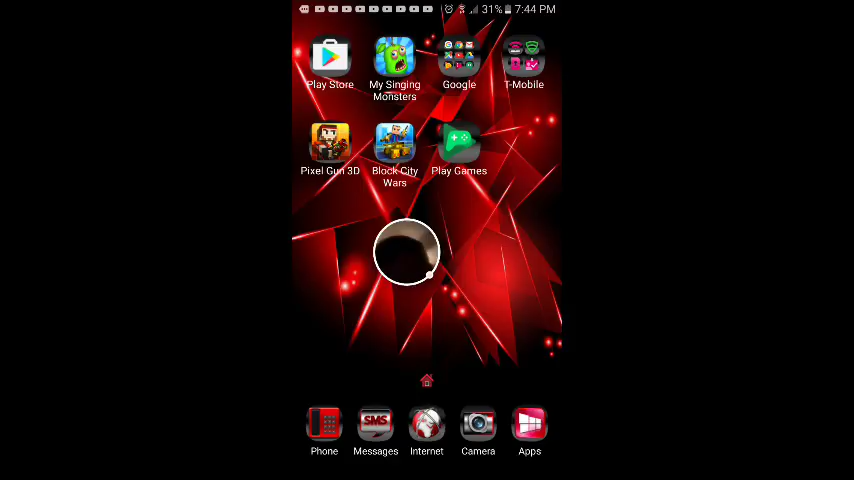 31% 7:44 PM
Play Store
My Singing
Monsters
Google
T-Mobile
Pixel Gun 3D
Block City
Wars
Play Games
SMS
Phone
Messages
Internet
Camera
Apps